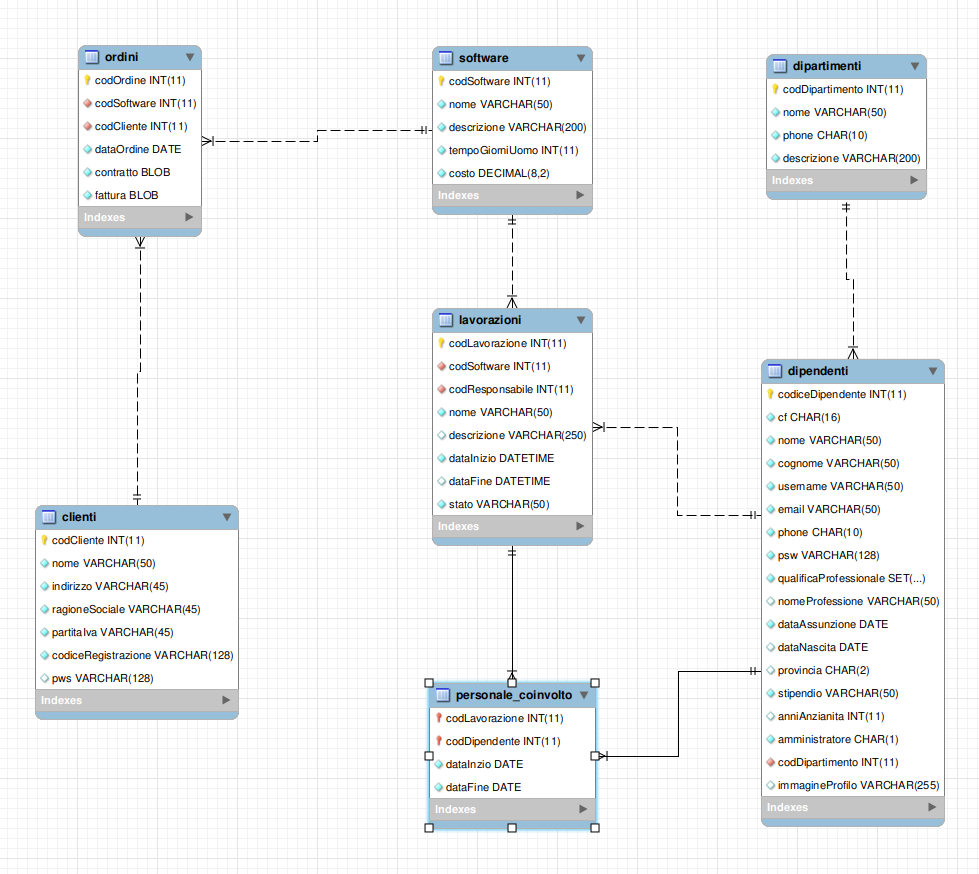 ordini
codOrdine INT(11)
codSoftware INT(11)
codCliente INT(11)
dataOrdine DATE
contratto BLOB
fattura BLOB
Indexes
software
codSoftware INT(11)
nome VARCHAR(50)
descrizione VARCHAR(200)
tempoGiorniUomo INT(11)
costo DECIMAL(8,2)
Indexes
dipartimenti
codDipartimento INT(11)
nome VARCHAR(50)
phone CHAR(10)
descrizione VARCHAR(200)
Indexes
lavorazioni
codLavorazione INT(11)
codSoftware INT(11)
codResponsabile INT(11)
nome VARCHAR(50)
descrizione VARCHAR(250)
dataInizio DATETIME
dataFine DATETIME
stato VARCHAR(50)
Indexes
dipendenti
codiceDipendente INT(11)
cf CHAR(16)
nome VARCHAR(50)
cognome VARCHAR(50)
username VARCHAR(50)
email VARCHAR(50)
phone CHAR(10)
psw VARCHAR(128)
qualificaProfessionale SET(...)
nomeProfessione VARCHAR(50)
dataAssunzione DATE
dataNascita DATE
provincia CHAR(2)
stipendio VARCHAR(50)
anniAnzianita INT(11)
amministratore CHAR(1)
codDipartimento INT(11)
immagineProfilo VARCHAR(255)
Indexes
clienti
codCliente INT(11)
nome VARCHAR(50)
indirizzo VARCHAR(45)
ragioneSociale VARCHAR(45)
partitaIva VARCHAR(45)
codiceRegistrazione VARCHAR(128)
pws VARCHAR(128)
Indexes
personale_coinvolto
codLavorazione INT(11)
codDipendente INT(11)
dataInzio DATE
dataFine DATE
Indexes